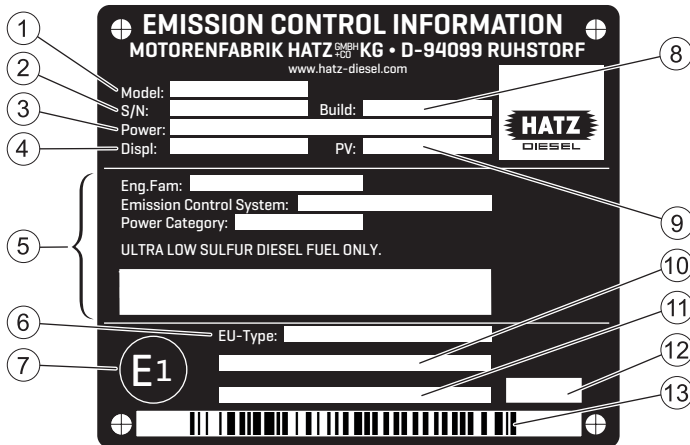 EMISSION CONTROL INFORMATION
MOTORENFABRIK HATZ GMBH +CO KG • D-94099 RUHSTORF
www.hatz-diesel.com
1
Model:
2
S/N: Build:
8
3
Power:
4
Displ: PV:
9
HATZ
DIESEL
5
Eng.Fam:
Emission Control System:
Power Category:
ULTRA LOW SULFUR DIESEL FUEL ONLY.
10
11
6
EU-Type:
7
E1
12
13